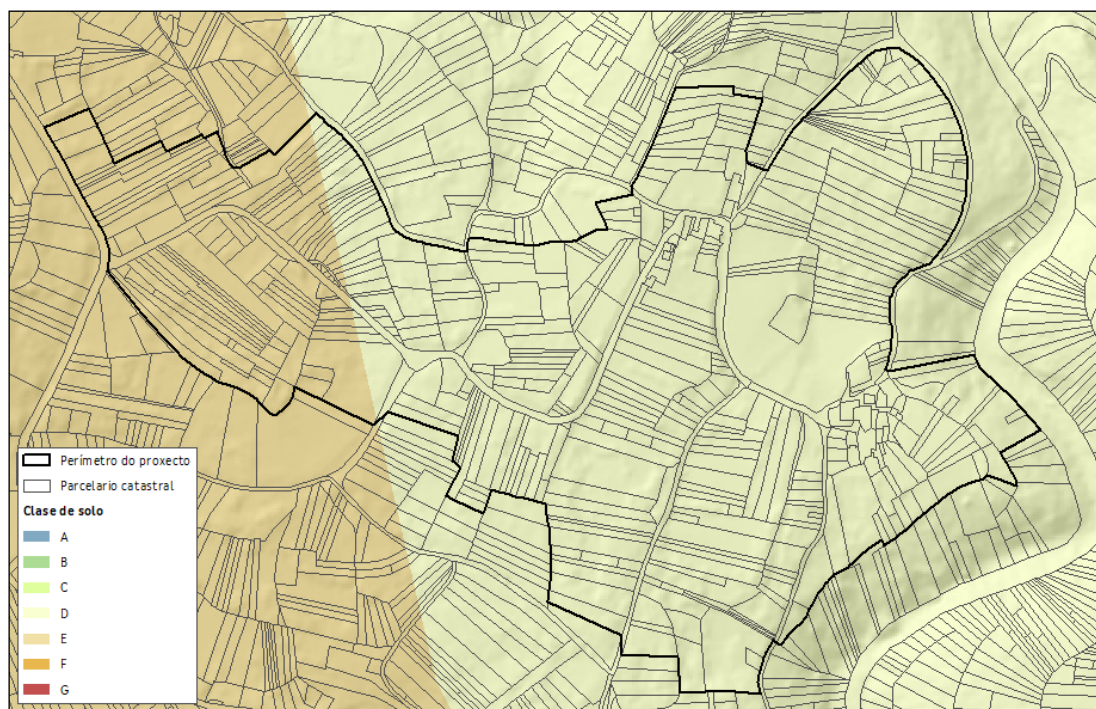 Perímetro do proxecto
Parcelario catastral
Clase de solo
A
B
C
D
E
F
G